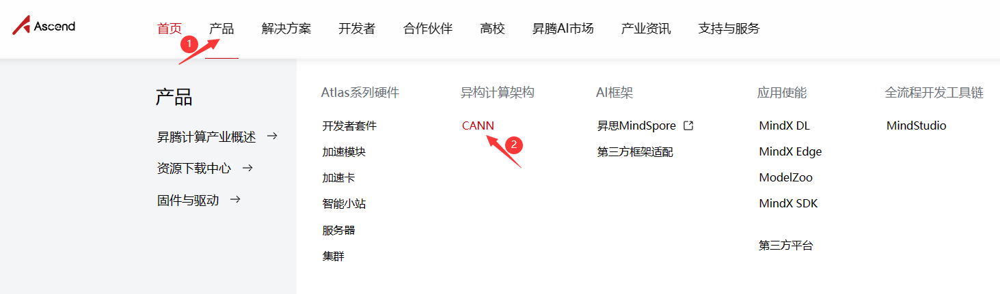 Ascend
首页 产品 解决方案 开发者 合作伙伴 高校 昇腾AI市场 产业资讯 支持与服务
1
产品
昇腾计算产业概述
资源下载中心
固件与驱动
Atlas系列硬件
开发者套件
加速模块
加速卡
智能小站
服务器
集群
异构计算架构
CANN
2
AI框架
昇思MindSpore
第三方框架适配
应用使能
MindX DL
MindX Edge
ModelZoo
MindX SDK
第三方平台
全流程开发工具链
MindStudio